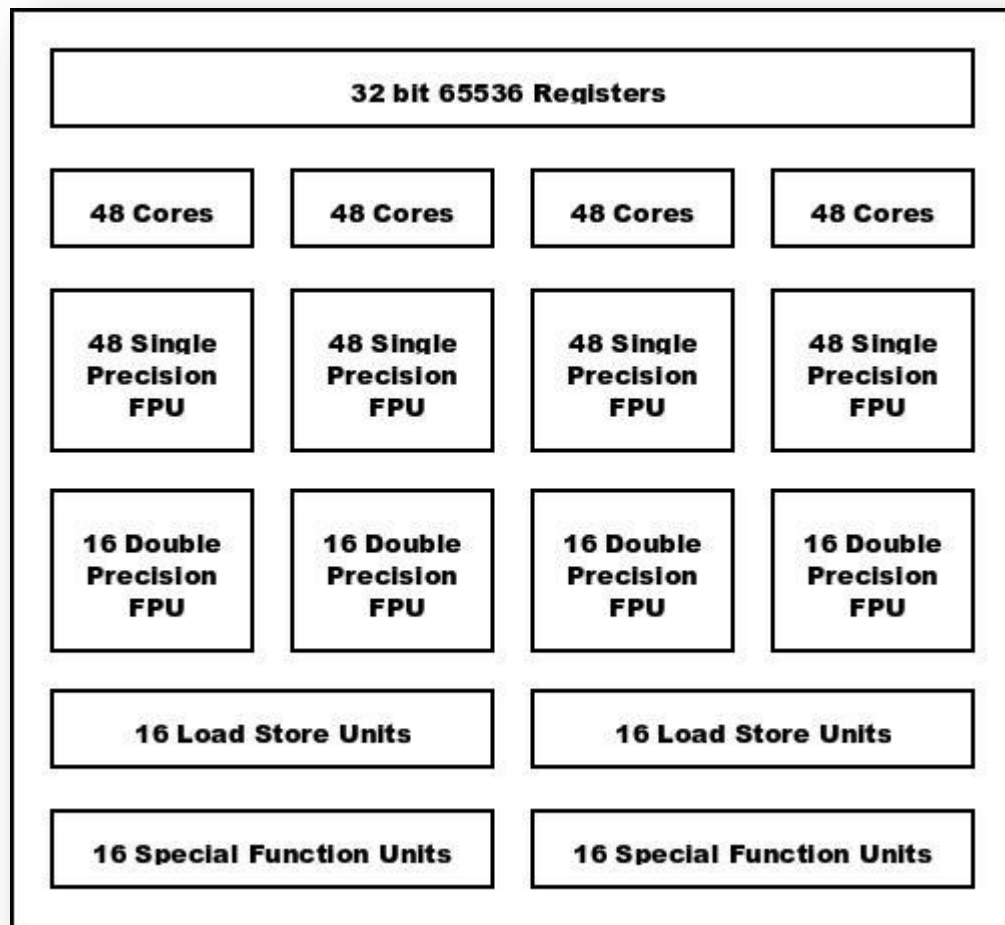 32 bit 65536 Registers
48 Cores
48 Cores
48 Cores
48 Cores
48 Single
Precision
FPU
48 Single
Precision
FPU
48 Single
Precision
FPU
48 Single
Precision
FPU
16 Double
Precision
FPU
16 Double
Precision
FPU
16 Double
Precision
FPU
16 Double
Precision
FPU
16 Load Store Units
16 Load Store Units
16 Special Function Units
16 Special Function Units